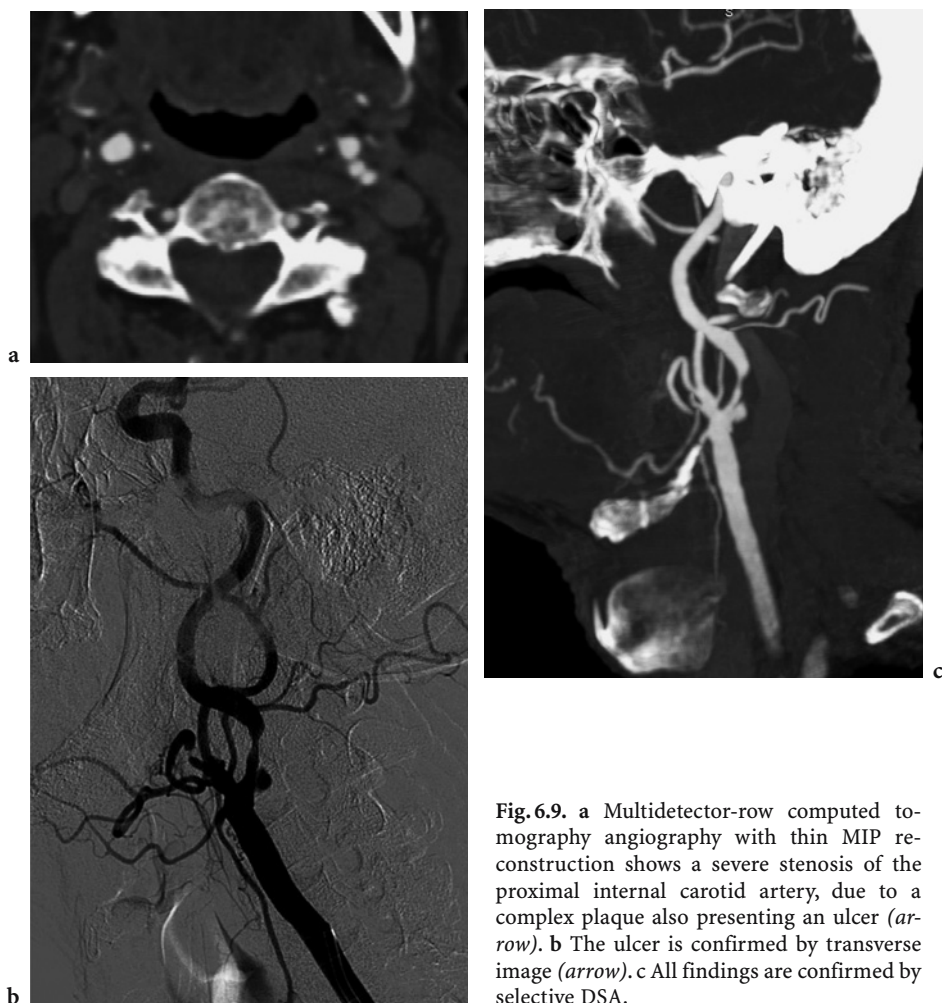 S
a
c
b
Fig. 6.9. a Multidetector-row computed to-
mography angiography with thin MIP re-
construction shows a severe stenosis of the
proximal internal carotid artery, due to a
complex plaque also presenting an ulcer (ar-
row). b The ulcer is confirmed by transverse
image (arrow). c All findings are confirmed by
selective DSA.